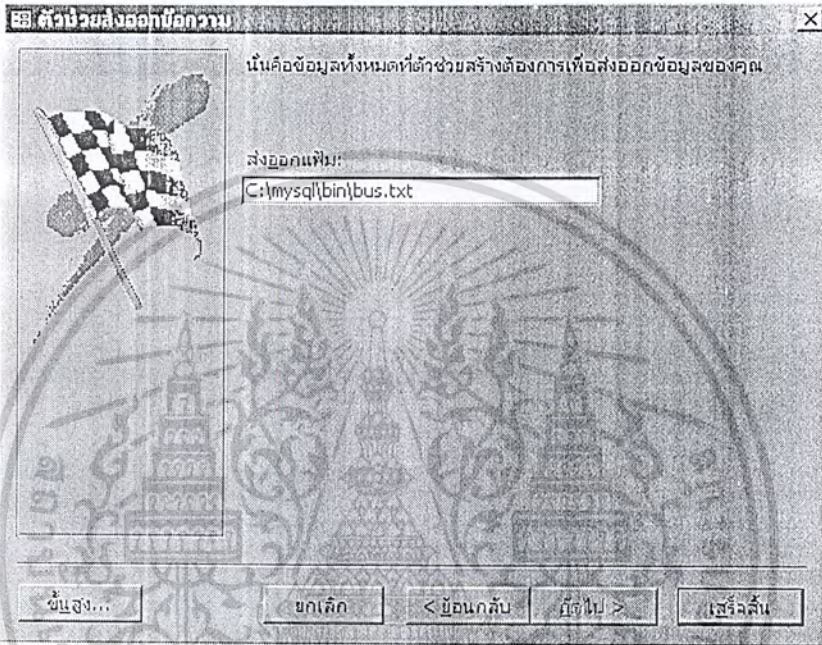 ตัวช่วยส่งออกข้อความ
นั่นคือข้อมูลทั้งหมดที่ตัวช่วยสร้างต้องการเพื่อส่งออกข้อมูลของคุณ
ส่งออกแฟ้ม:
C:\mysql\bin\bus.txt
ขั้นสูง...
ยกเลิก
< ย้อนกลับ
ถัดไป >
เสร็จสิ้น